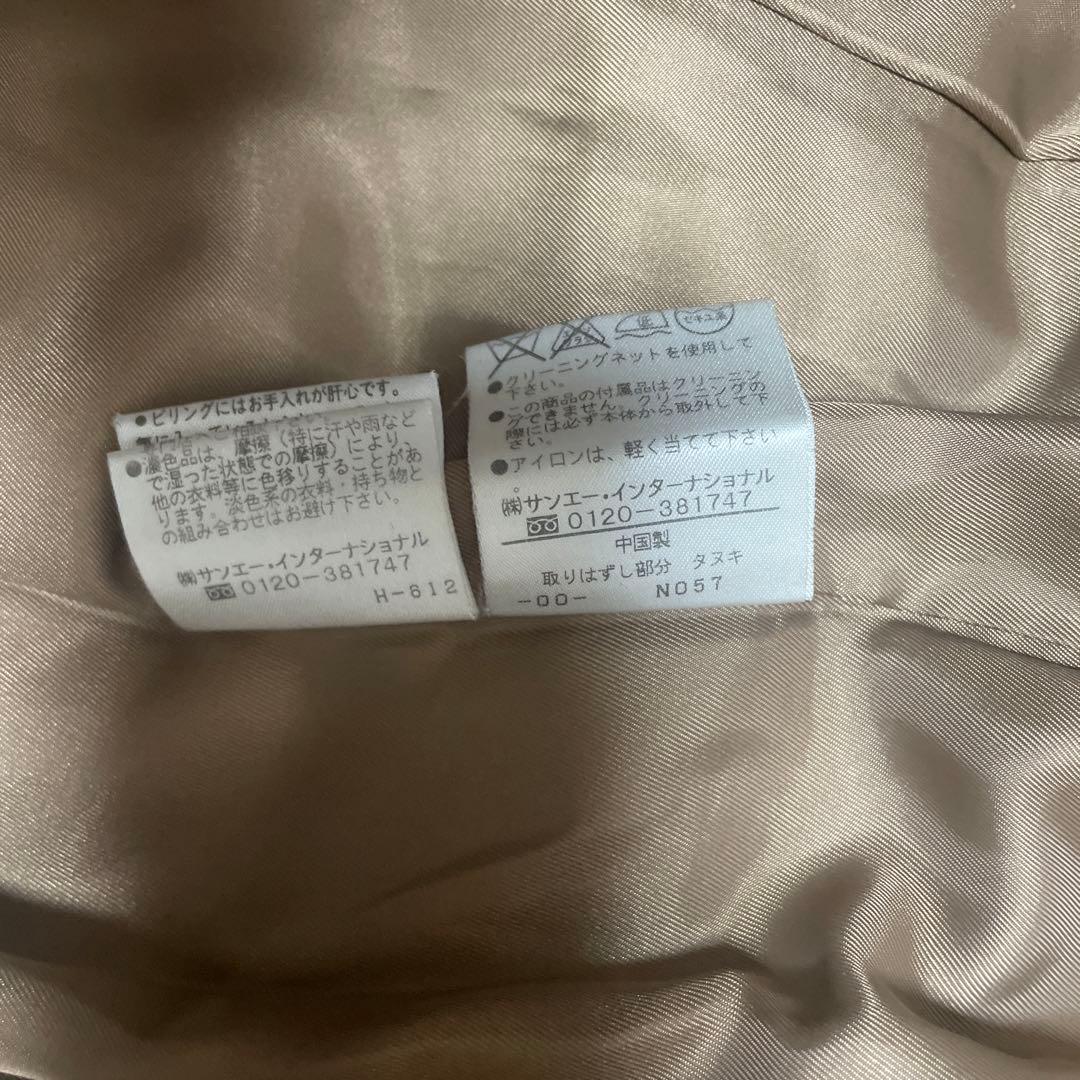 ●ピリングにはお手入れが肝心です。
●濃色品は、摩擦(特に汗や雨など
で湿った状態での摩擦)により、
他の衣料等に色移りすることがあ
ります。淡色系の衣料・持ち物と
の組み合わせはお避け下さい。
㈱サンエー・インターナショナル
0120-381747
H-612
エンソ
ブラ
低
セキユ系
●クリーニングネットを使用して
下さい。
●この商品の付属品はクリーニン
グできません。クリーニングの
際には必ず本体から取外して下
さい。
●アイロンは、軽く当てて下さい
。
㈱サンエー・インターナショナル
0120-381747
中国製
取りはずし部分 タヌキ
-00- N057